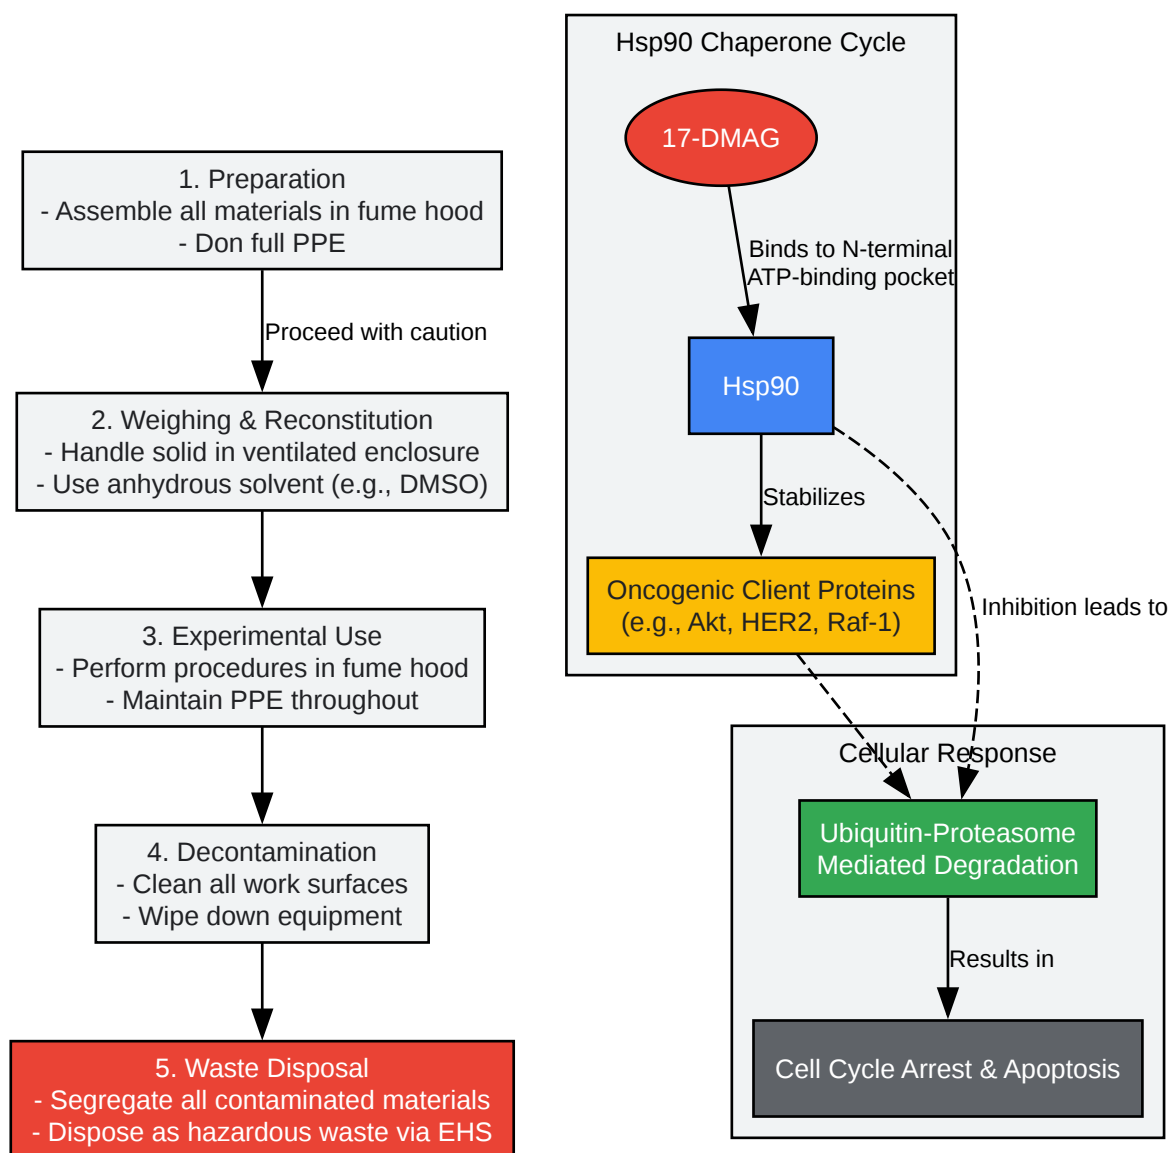 1. Preparation
- Assemble all materials in fume hood
- Don full PPE
Proceed with caution
2. Weighing & Reconstitution
- Handle solid in ventilated enclosure
- Use anhydrous solvent (e.g., DMSO)
3. Experimental Use
- Perform procedures in fume hood
- Maintain PPE throughout
4. Decontamination
- Clean all work surfaces
- Wipe down equipment
5. Waste Disposal
- Segregate all contaminated materials
- Dispose as hazardous waste via EHS
Hsp90 Chaperone Cycle
17-DMAG
Binds to N-terminal
ATP-binding pocket
Hsp90
Stabilizes
Oncogenic Client Proteins
(e.g., Akt, HER2, Raf-1)
Inhibition leads to
Cellular Response
Ubiquitin-Proteasome
Mediated Degradation
Results in
Cell Cycle Arrest & Apoptosis